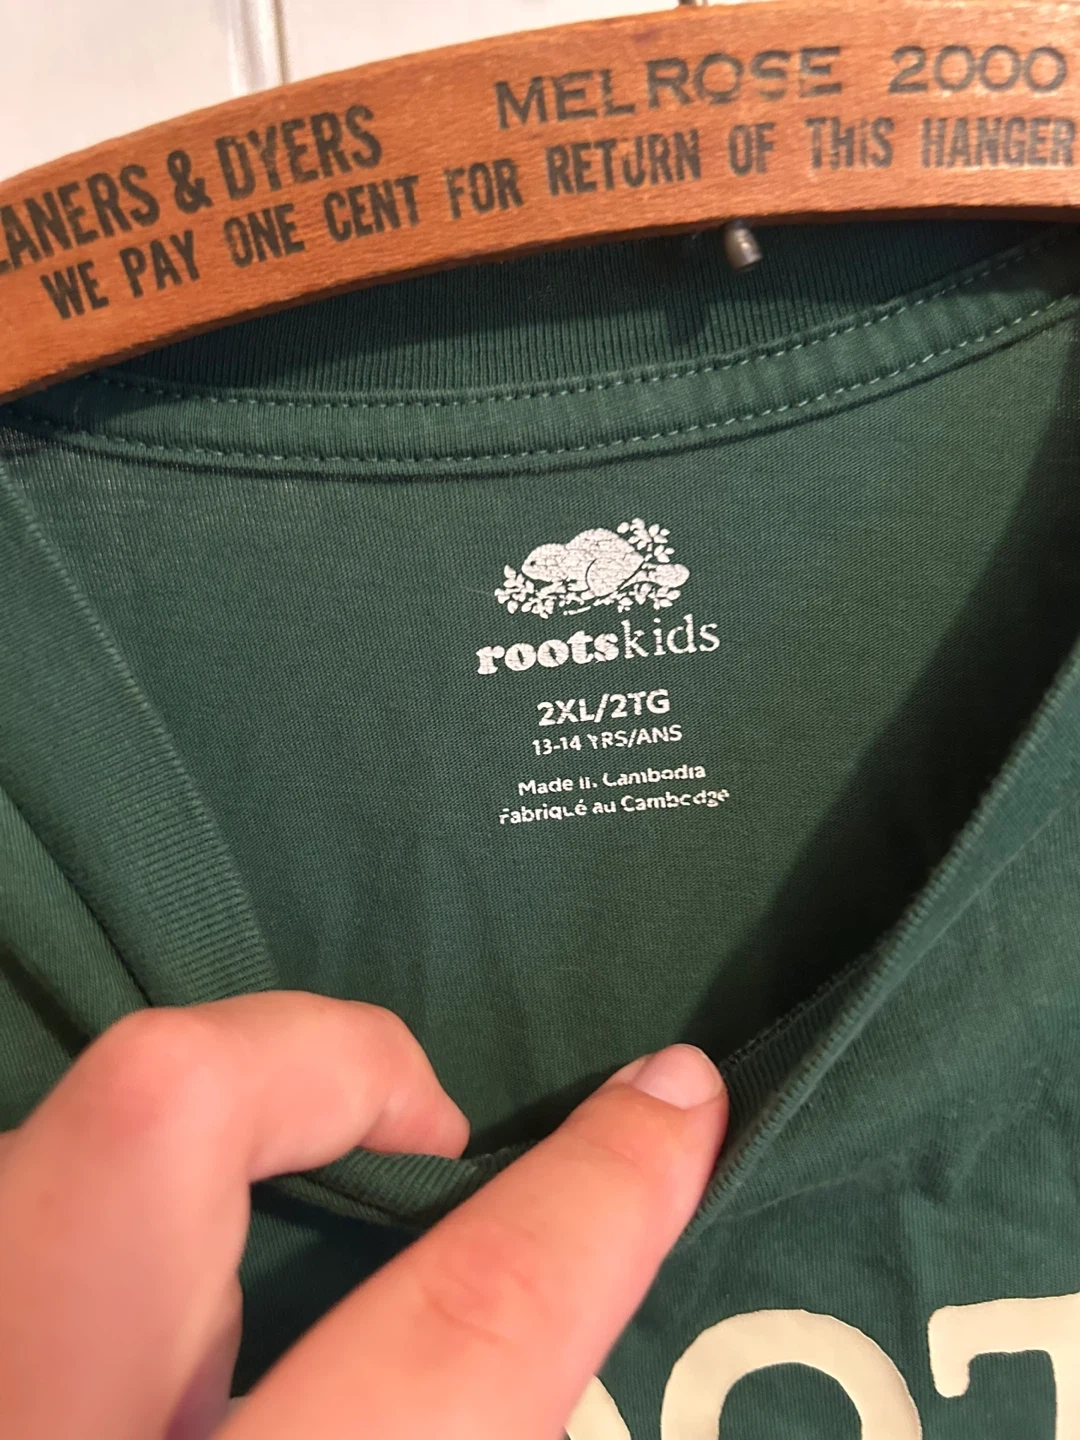 MELROSE 2000
ANERS & DYERS
WE PAY ONE CENT FOR RETURN OF THIS HANGER
rootskids
2XL/2TG
13-14 YRS/ANS
Made in Cambodia
Fabriqué au Cambodge
OOT